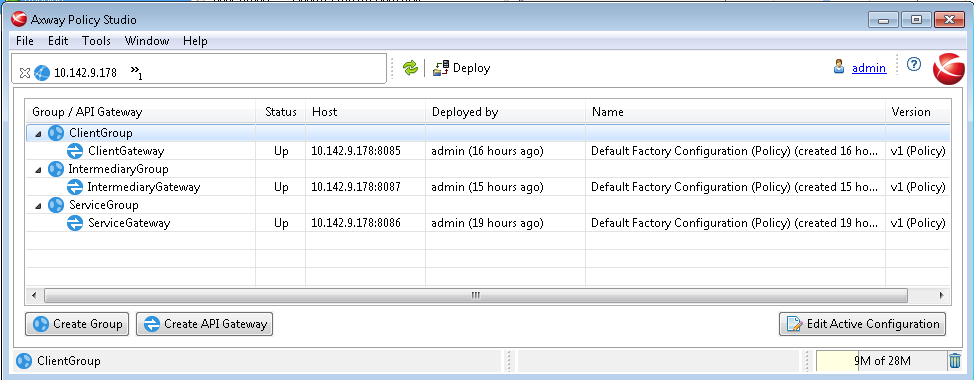 Axway Policy Studio
File Edit Tools Window Help
10.142.9.178 »1 Deploy admin
Group / API Gateway Status Host Deployed by Name Version
ClientGroup
ClientGateway Up 10.142.9.178:8085 admin (16 hours ago) Default Factory Configuration (Policy) (created 16 ho... v1 (Policy)
IntermediaryGroup
IntermediaryGateway Up 10.142.9.178:8087 admin (15 hours ago) Default Factory Configuration (Policy) (created 15 ho... v1 (Policy)
ServiceGroup
ServiceGateway Up 10.142.9.178:8086 admin (19 hours ago) Default Factory Configuration (Policy) (created 19 ho... v1 (Policy)
Create Group Create API Gateway Edit Active Configuration
ClientGroup 9M of 28M